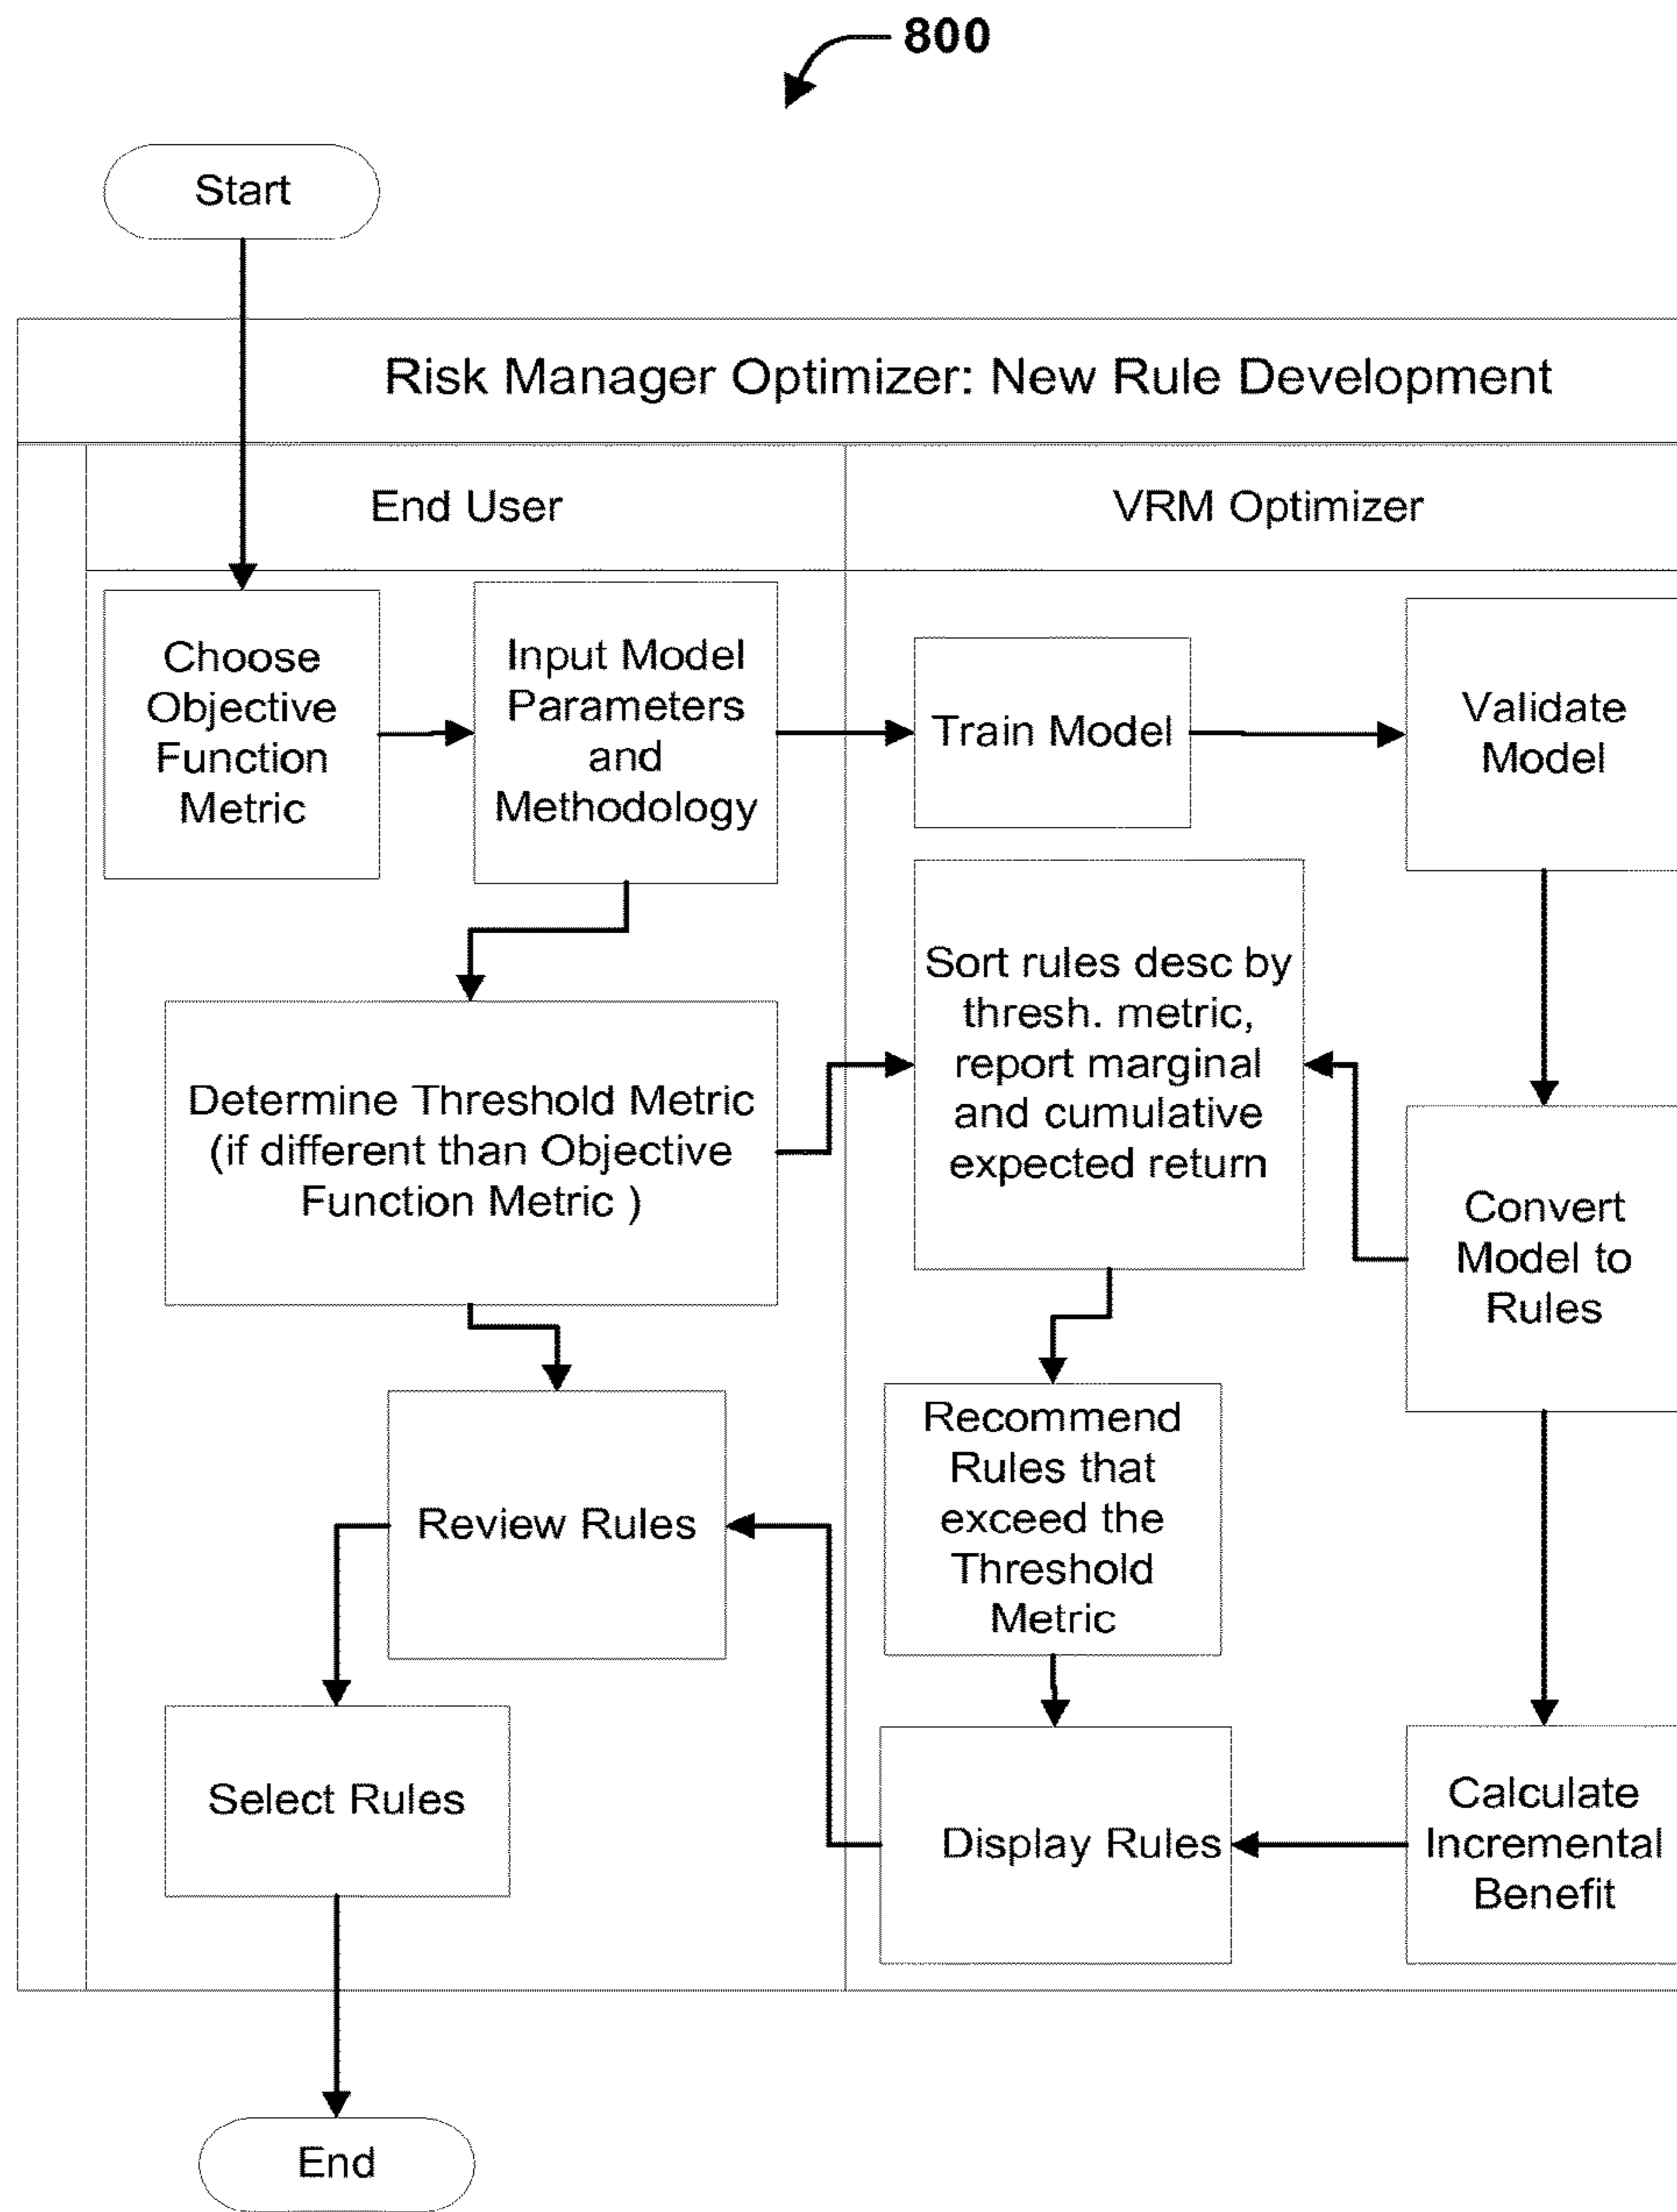 800
Start
Risk Manager Optimizer: New Rule Development
End User
VRM Optimizer
Choose
Objective
Function
Metric
Input Model
Parameters
and
Methodology
Train Model
Validate
Model
Sort rules desc by
thresh. metric,
report marginal
and cumulative
expected return
Determine Threshold Metric
(if different than Objective
Function Metric )
Convert
Model to
Rules
Recommend
Rules that
exceed the
Threshold
Metric
Review Rules
Select Rules
Display Rules
Calculate
Incremental
Benefit
End